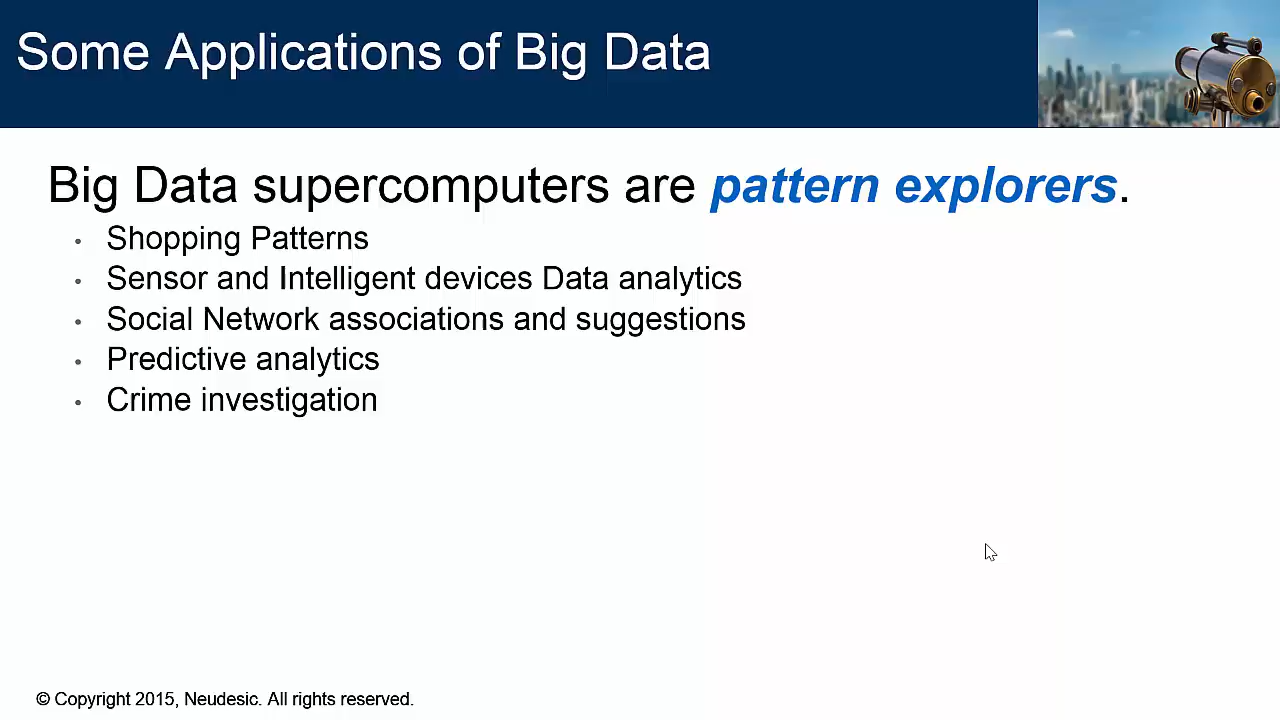 Some Applications of Big Data
Big Data supercomputers are pattern explorers.
• Shopping Patterns
• Sensor and Intelligent devices Data analytics
• Social Network associations and suggestions
• Predictive analytics
• Crime investigation
© Copyright 2015, Neudesic. All rights reserved.